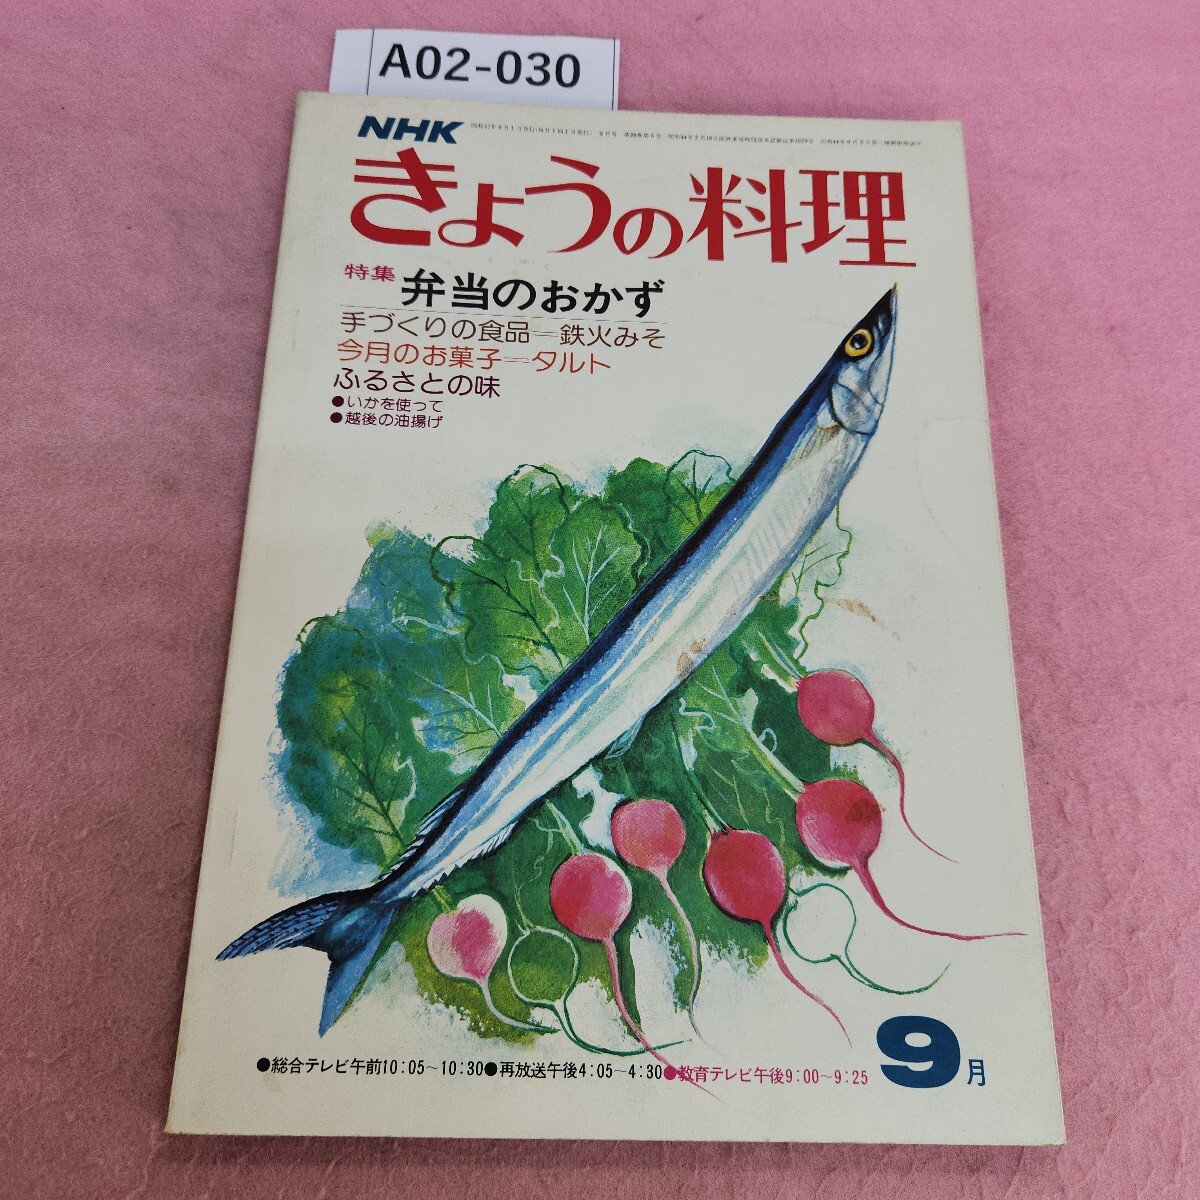 A02-030
NHK
きょうの料理
特集 弁当のおかず
手づくりの食品=鉄火みそ
今月のお菓子=タルト
ふるさとの味
●いかを使って
●越後の油揚げ
●総合テレビ午前10:05〜10:30●再放送午後4:05〜4:30●教育テレビ午後9:00〜9:25
9月